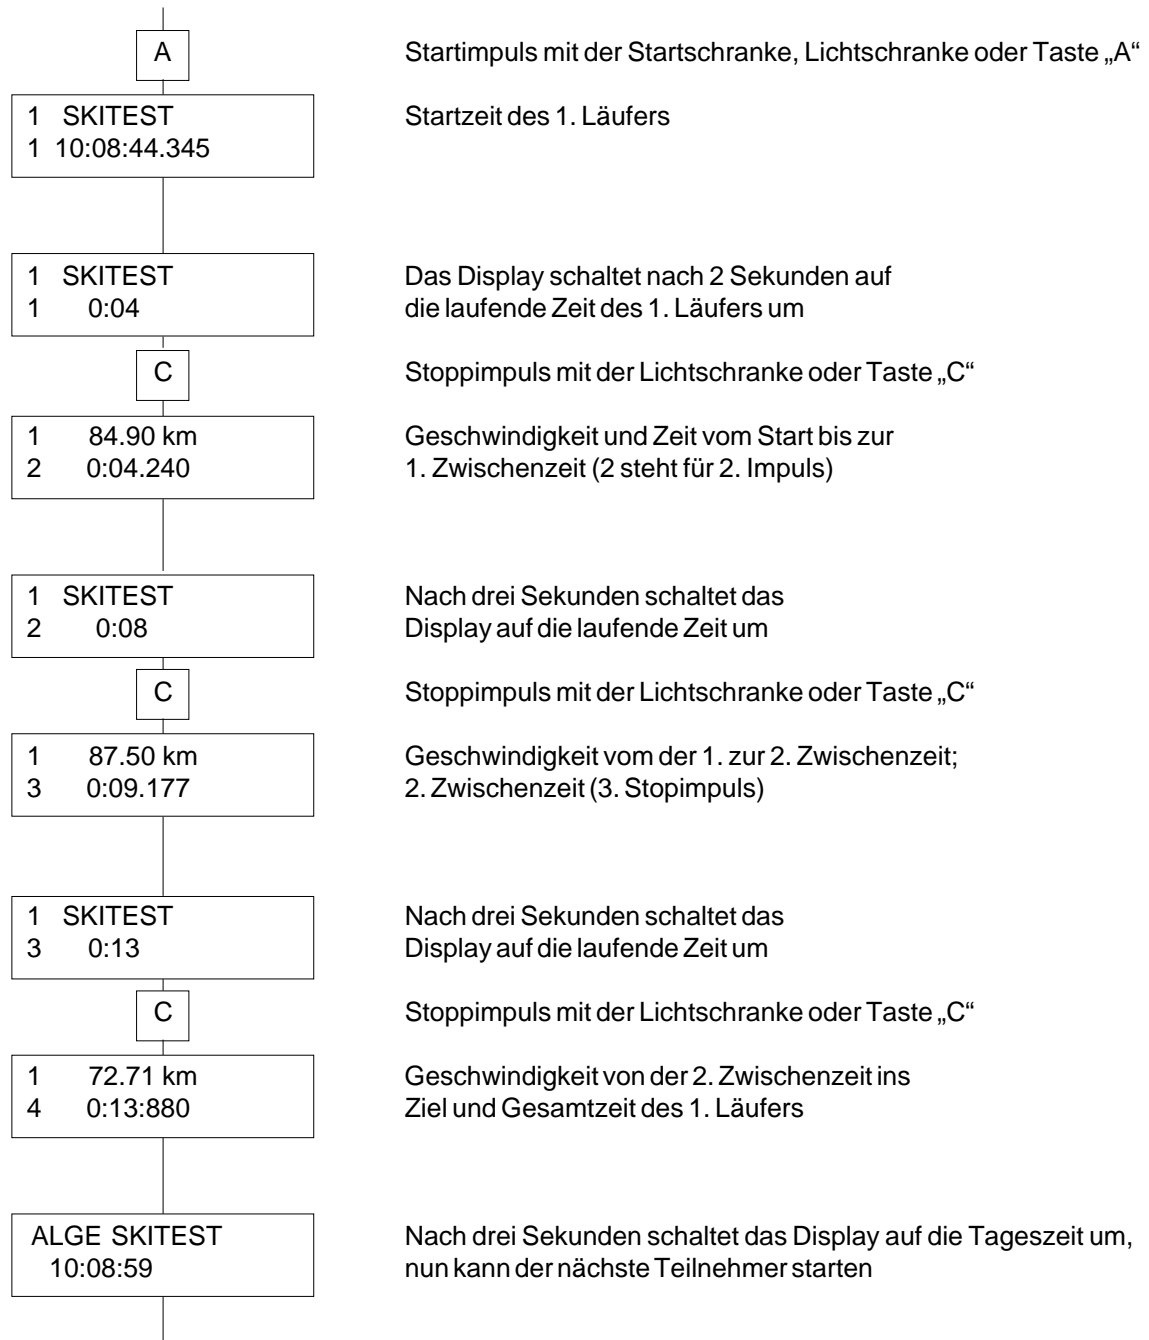 A
Startimpuls mit der Startschranke, Lichtschranke oder Taste „A“
1 SKITEST
1 10:08:44.345
Startzeit des 1. Läufers
1 SKITEST
1 0:04
Das Display schaltet nach 2 Sekunden auf
die laufende Zeit des 1. Läufers um
C
Stoppimpuls mit der Lichtschranke oder Taste „C“
1 84.90 km
2 0:04.240
Geschwindigkeit und Zeit vom Start bis zur
1. Zwischenzeit (2 steht für 2. Impuls)
1 SKITEST
2 0:08
Nach drei Sekunden schaltet das
Display auf die laufende Zeit um
C
Stoppimpuls mit der Lichtschranke oder Taste „C“
1 87.50 km
3 0:09.177
Geschwindigkeit vom der 1. zur 2. Zwischenzeit;
2. Zwischenzeit (3. Stopimpuls)
1 SKITEST
3 0:13
Nach drei Sekunden schaltet das
Display auf die laufende Zeit um
C
Stoppimpuls mit der Lichtschranke oder Taste „C“
1 72.71 km
4 0:13:880
Geschwindigkeit von der 2. Zwischenzeit ins
Ziel und Gesamtzeit des 1. Läufers
ALGE SKITEST
10:08:59
Nach drei Sekunden schaltet das Display auf die Tageszeit um,
nun kann der nächste Teilnehmer starten